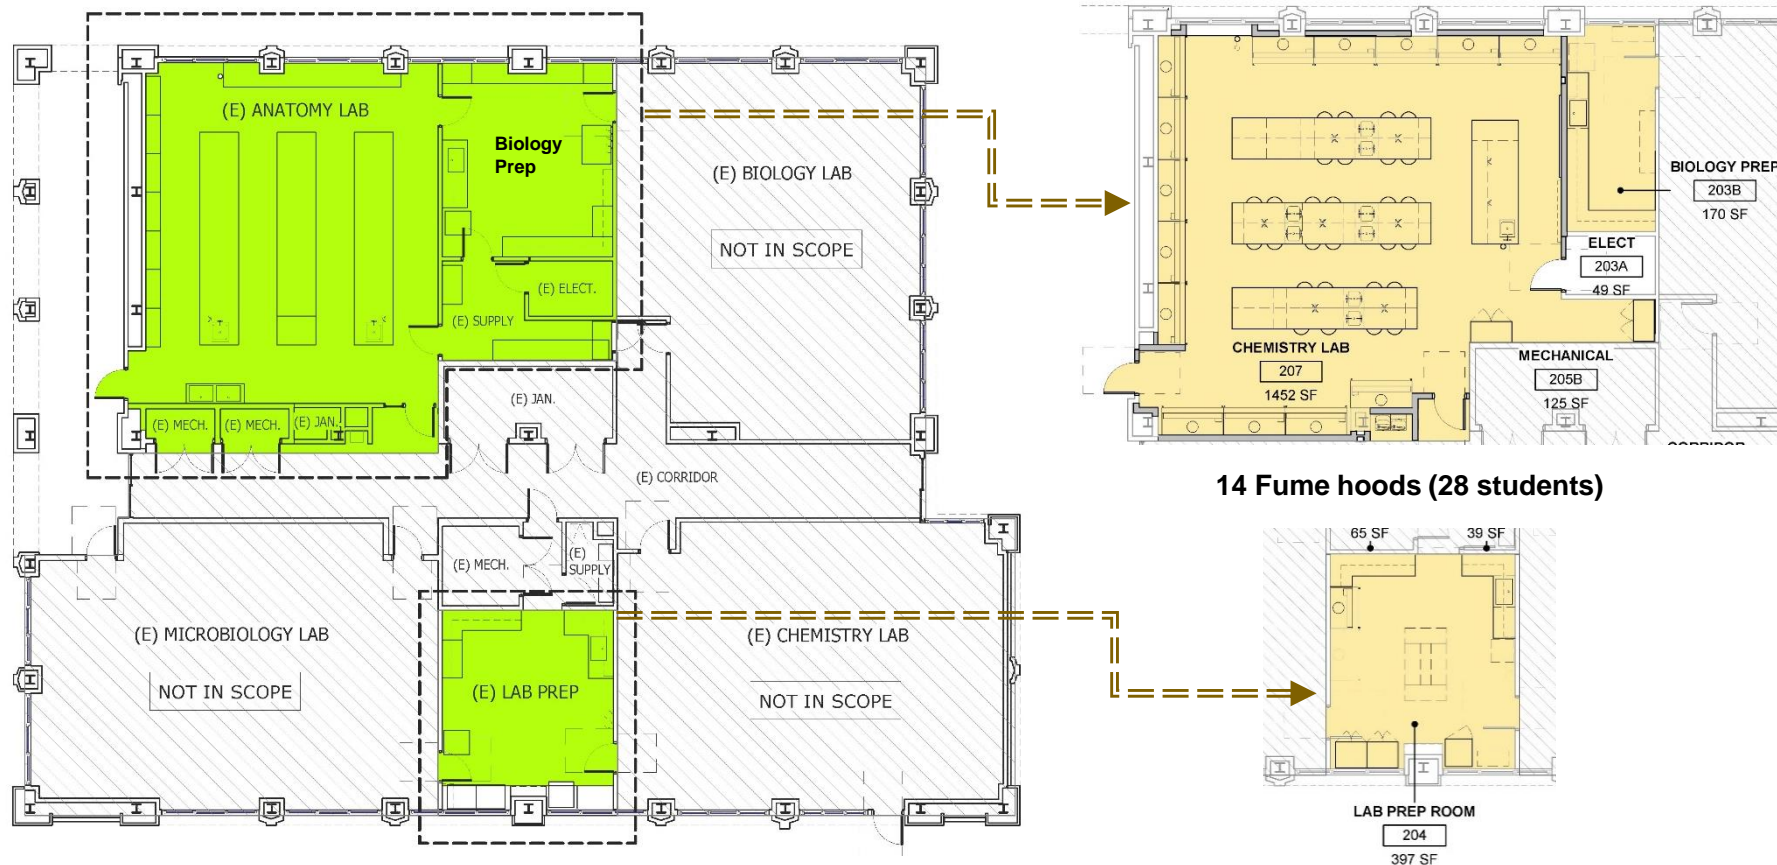 (E) ANATOMY LAB
Biology
Prep
(E) BIOLOGY LAB
NOT IN SCOPE
(E) ELECT.
(E) SUPPLY
(E) JAN.
(E) MECH.
(E) MECH.
(E) JAN.
(E) CORRIDOR
(E) MECH.
(E)
SUPPLY
(E) MICROBIOLOGY LAB
NOT IN SCOPE
(E) LAB PREP
(E) CHEMISTRY LAB
NOT IN SCOPE
BIOLOGY PREP
203B
170 SF
ELECT
203A
49 SF
CHEMISTRY LAB
207
1452 SF
MECHANICAL
205B
125 SF
CORRIDOR
14 Fume hoods (28 students)
65 SF
39 SF
LAB PREP ROOM
204
397 SF